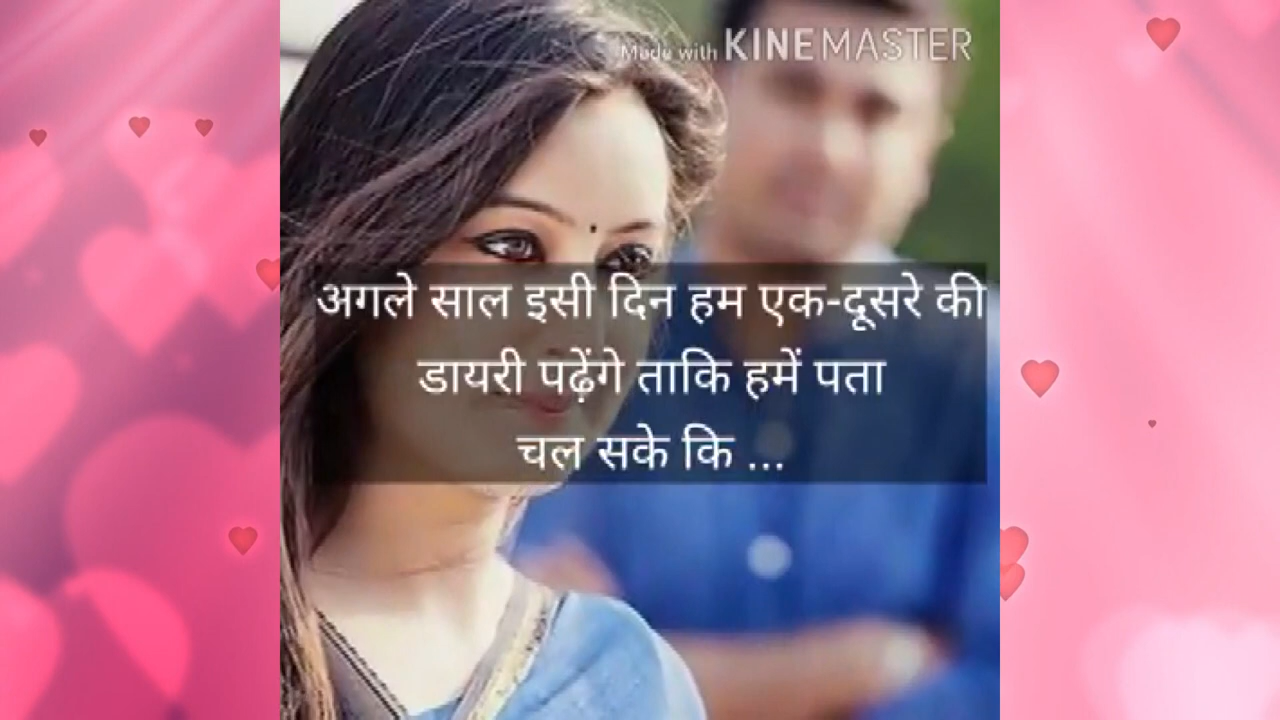 Made with KINEMASTER
अगले साल इसी दिन हम एक-दूसरे की
डायरी पढ़ेंगे ताकि हमें पता
चल सके कि ...